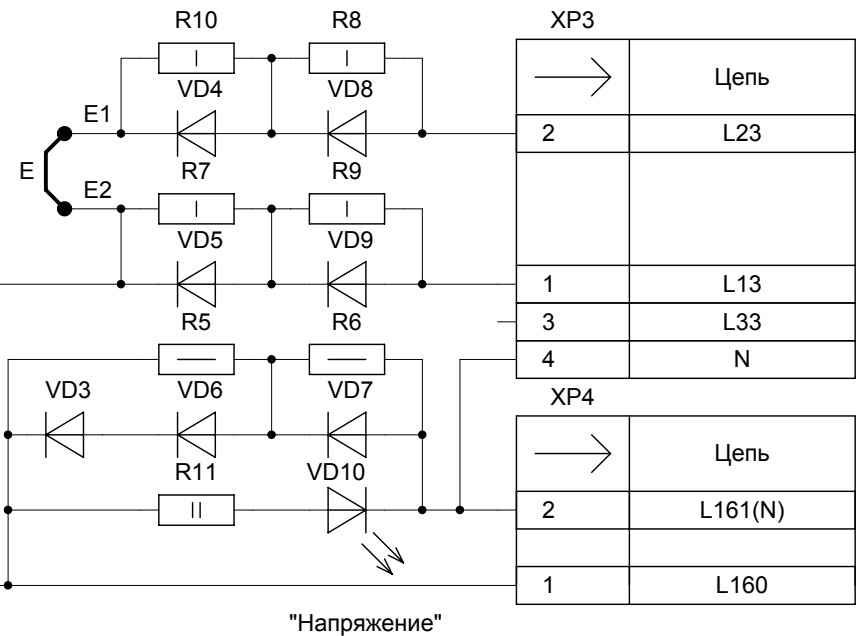 R10 R8 XP3
VD4 VD8 Цепь
E1
2 L23
E R7 R9
E2
VD5 VD9
1 L13
R5 R6 3 L33
4 N
VD3 VD6 VD7 XP4
R11 VD10 Цепь
2 L161(N)
1 L160
"Напряжение"